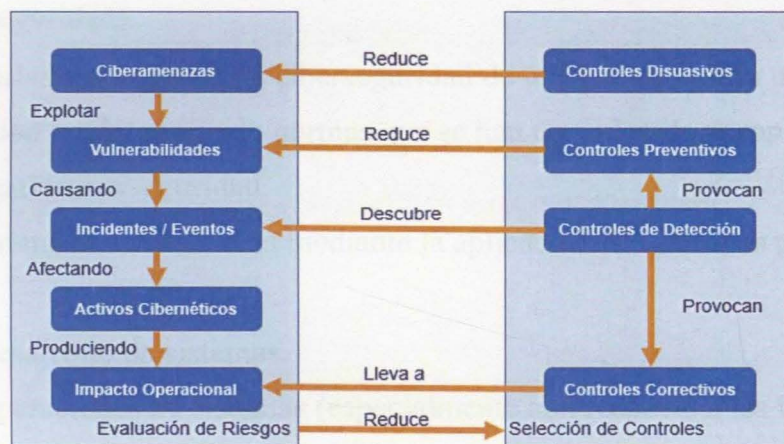 Ciberamenazas
Reduce
Controles Disuasivos
Explotar
Vulnerabilidades
Reduce
Controles Preventivos
Causando
Provocan
Incidentes / Eventos
Descubre
Controles de Detección
Afectando
Activos Cibernéticos
Provocan
Produciendo
Impacto Operacional
Lleva a
Controles Correctivos
Evaluación de Riesgos
Reduce
Selección de Controles